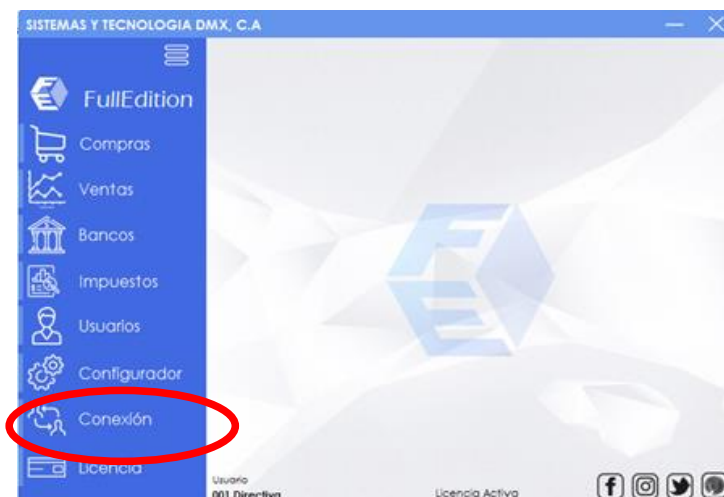 SISTEMAS Y TECNOLOGIA DMX, C.A
FullEdition
Compras
Ventas
Bancos
Impuestos
Usuarios
Configurador
Conexión
Licencia
Usuario
001 Directiva
Licencia Activa